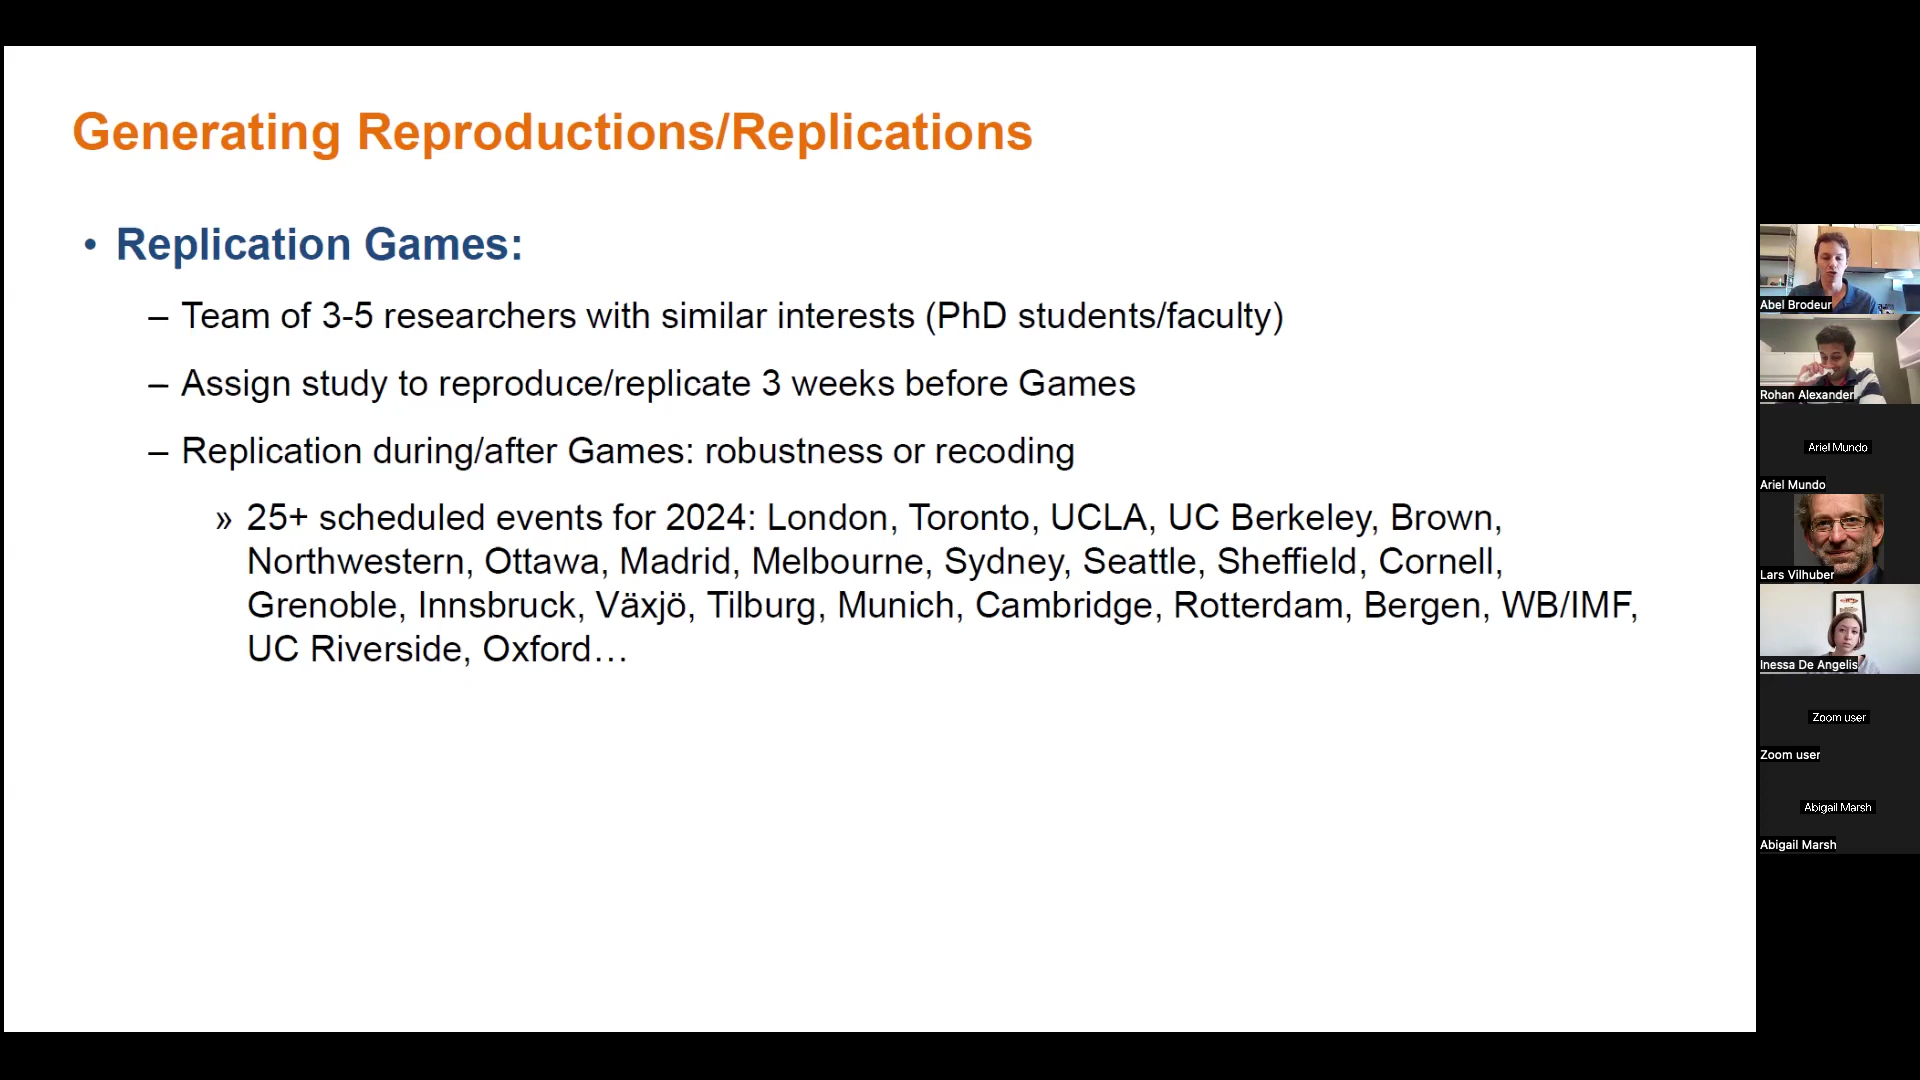 Generating Reproductions/Replications
• Replication Games:
– Team of 3-5 researchers with similar interests (PhD students/faculty)
– Assign study to reproduce/replicate 3 weeks before Games
– Replication during/after Games: robustness or recoding
» 25+ scheduled events for 2024: London, Toronto, UCLA, UC Berkeley, Brown,
Northwestern, Ottawa, Madrid, Melbourne, Sydney, Seattle, Sheffield, Cornell,
Grenoble, Innsbruck, Växjö, Tilburg, Munich, Cambridge, Rotterdam, Bergen, WB/IMF,
UC Riverside, Oxford…
Abel Brodeur
Rohan Alexander
Ariel Mundo
Ariel Mundo
Lars Vilhuber
Inessa De Angelis
Zoom user
Zoom user
Abigail Marsh
Abigail Marsh